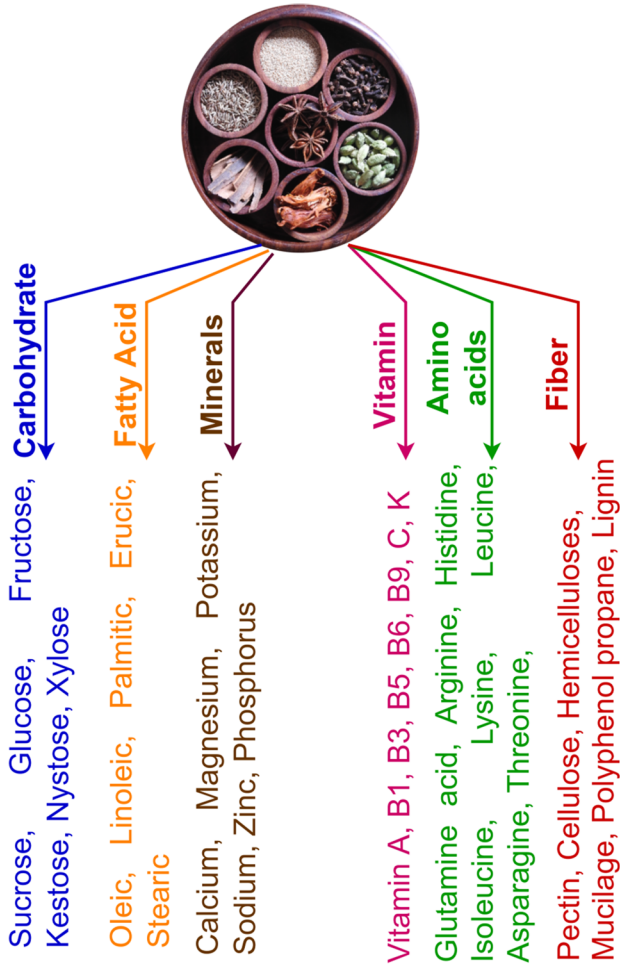 Carbohydrate
Sucrose, Glucose, Fructose,
Kestose, Nystose, Xylose
Fatty Acid
Oleic, Linoleic, Palmitic, Erucic,
Stearic
Minerals
Calcium, Magnesium, Potassium,
Sodium, Zinc, Phosphorus
Vitamin
Vitamin A, B1, B3, B5, B6, B9, C, K
Amino
acids
Glutamine acid, Arginine, Histidine,
Isoleucine, Lysine, Leucine,
Asparagine, Threonine,
Fiber
Pectin, Cellulose, Hemicelluloses,
Mucilage, Polyphenol propane, Lignin